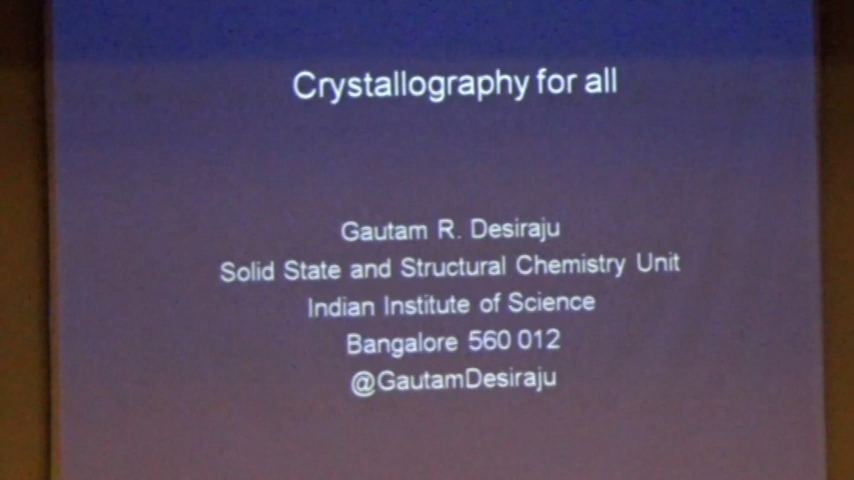 Crystallography for all
Gautam R. Desiraju
Solid State and Structural Chemistry Unit
Indian Institute of Science
Bangalore 560 012
@GautamDesiraju